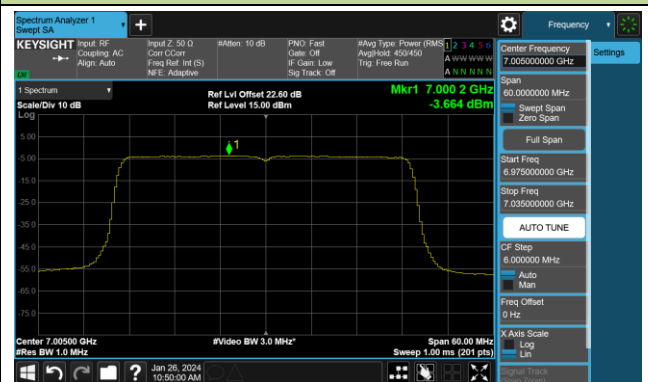 Spectrum Analyzer 1
Swept SA
+
Frequency
KEYSIGHT
Input: RF
Coupling: AC
Align: Auto
Input Z: 50 Ω
Corr CCorr
Freq Ref: Int (S)
NFE: Adaptive
#Atten: 10 dB
PNO: Fast
Gate: Off
IF Gain: Low
Sig Track: Off
#Avg Type: Power (RMS
Avg|Hold: 450/450
Trig: Free Run
1 2 3 4 5 6
A W W W W W
A N N N N N
Center Frequency
7.005000000 GHz
Settings
Span
60.0000000 MHz
Swept Span
Zero Span
Full Span
Start Freq
6.975000000 GHz
Stop Freq
7.035000000 GHz
AUTO TUNE
CF Step
6.000000 MHz
Auto
Man
Freq Offset
0 Hz
X Axis Scale
Log
Lin
Signal Track
1 Spectrum
Scale/Div 10 dB
Log
Ref Lvl Offset 22.60 dB
Ref Level 15.00 dBm
Mkr1 7.000 2 GHz
-3.664 dBm
1
5.00
-5.00
-15.0
-25.0
-35.0
-45.0
-55.0
-65.0
-75.0
Center 7.00500 GHz
#Res BW 1.0 MHz
#Video BW 3.0 MHz*
Span 60.00 MHz
Sweep 1.00 ms (201 pts)
?
Jan 26, 2024
10:50:00 AM